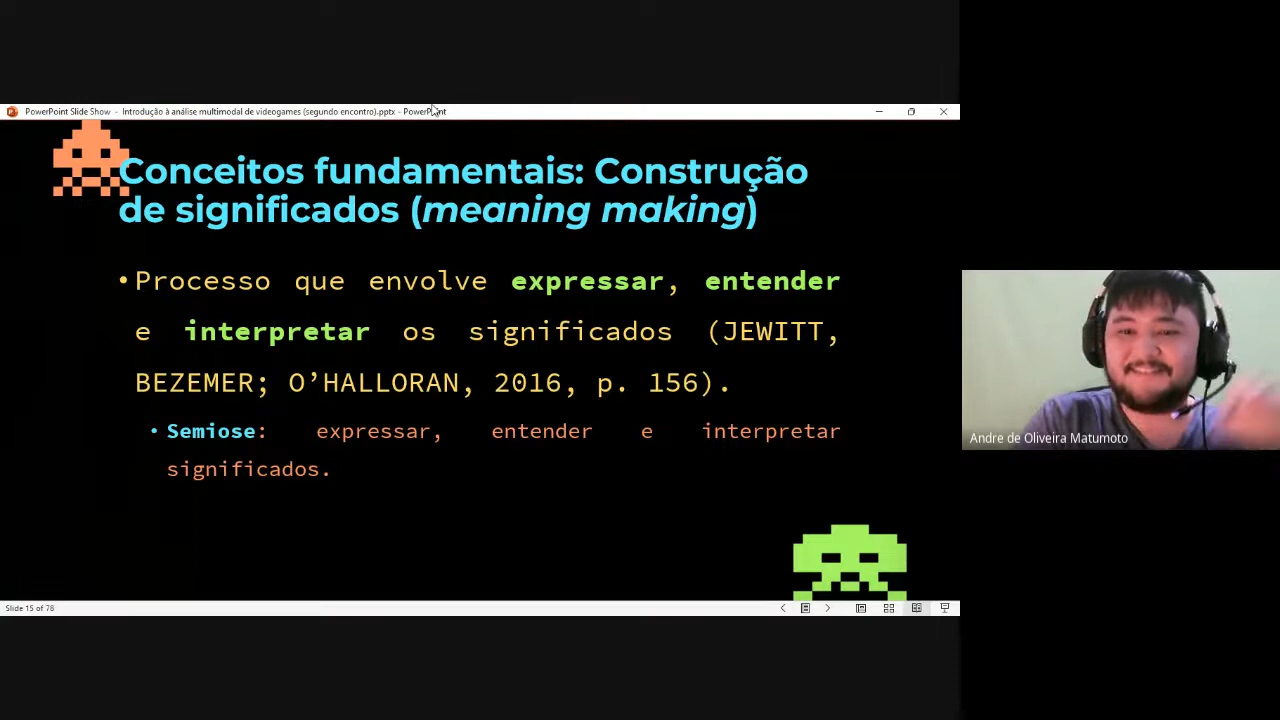 PowerPoint Slide Show - Introdução à análise multimodal de videogames (segundo encontro).pptx - PowerPoint
Conceitos fundamentais: Construção
de significados (meaning making)
• Processo que envolve expressar, entender
e interpretar os significados (JEWITT,
BEZEMER; O’HALLORAN, 2016, p. 156).
• Semiose: expressar, entender e interpretar
significados.
Andre de Oliveira Matumoto
Slide 15 of 78